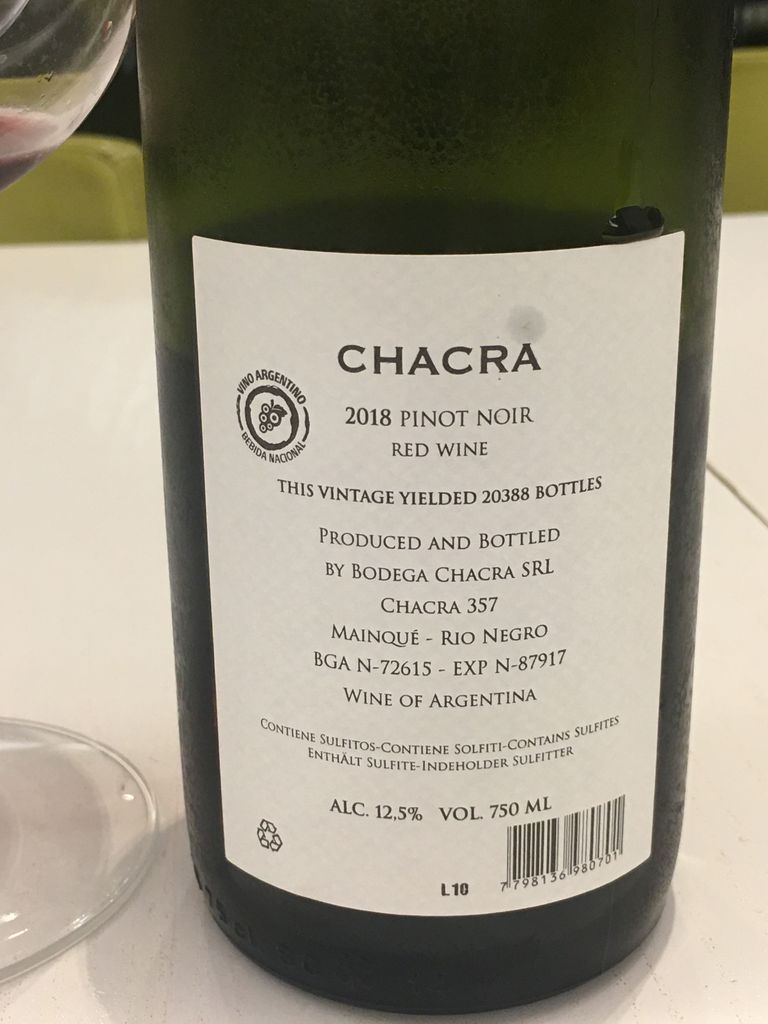 CHACRA
VINO ARGENTINO
BEBIDA NACIONAL
2018 PINOT NOIR
RED WINE
THIS VINTAGE YIELDED 20388 BOTTLES
PRODUCED AND BOTTLED
BY BODEGA CHACRA SRL
CHACRA 357
MAINQUÉ - RIO NEGRO
BGA N-72615 - EXP N-87917
WINE OF ARGENTINA
CONTIENE SULFITOS-CONTIENE SOLFITI-CONTAINS SULFITES
ENTHÄLT SULFITE-INDEHOLDER SULFITTER
ALC. 12,5% VOL. 750 ML
L10
7798136980701